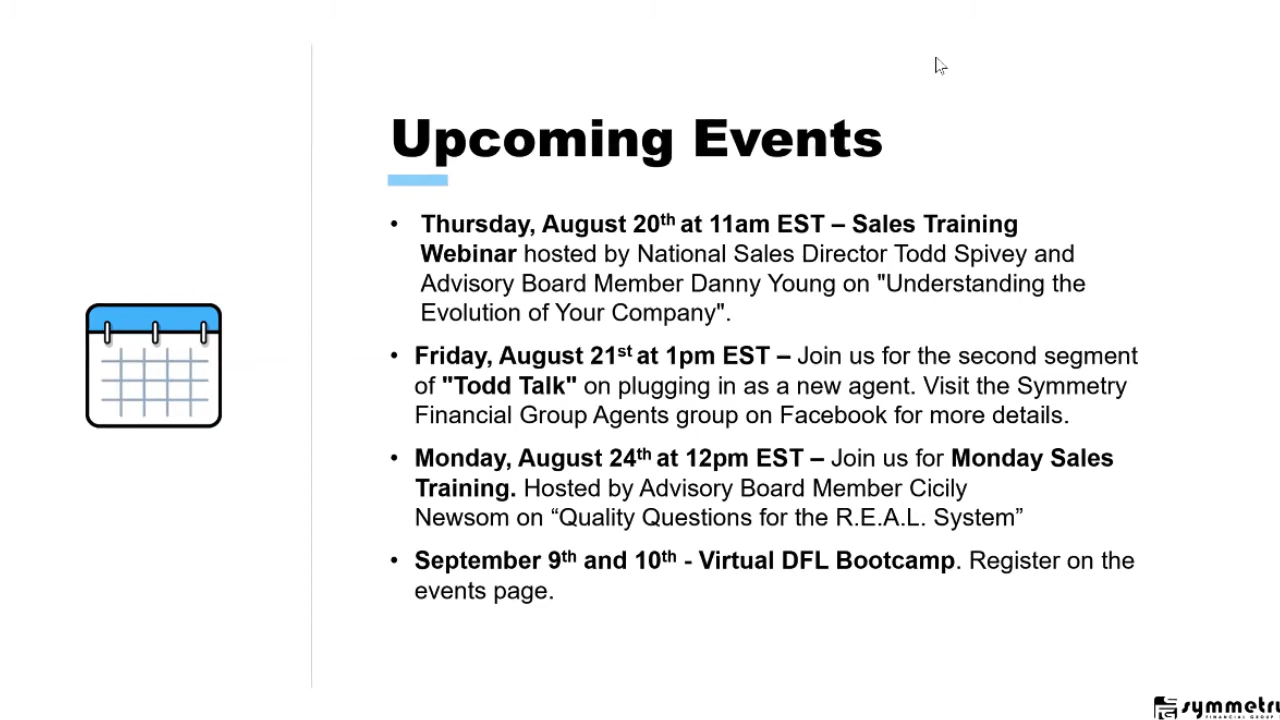 Upcoming Events
• Thursday, August 20th at 11am EST – Sales Training
Webinar hosted by National Sales Director Todd Spivey and
Advisory Board Member Danny Young on "Understanding the
Evolution of Your Company".
• Friday, August 21st at 1pm EST – Join us for the second segment
of "Todd Talk" on plugging in as a new agent. Visit the Symmetry
Financial Group Agents group on Facebook for more details.
• Monday, August 24th at 12pm EST – Join us for Monday Sales
Training. Hosted by Advisory Board Member Cicily
Newsom on “Quality Questions for the R.E.A.L. System”
• September 9th and 10th - Virtual DFL Bootcamp. Register on the
events page.
symmetry
FINANCIAL GROUP